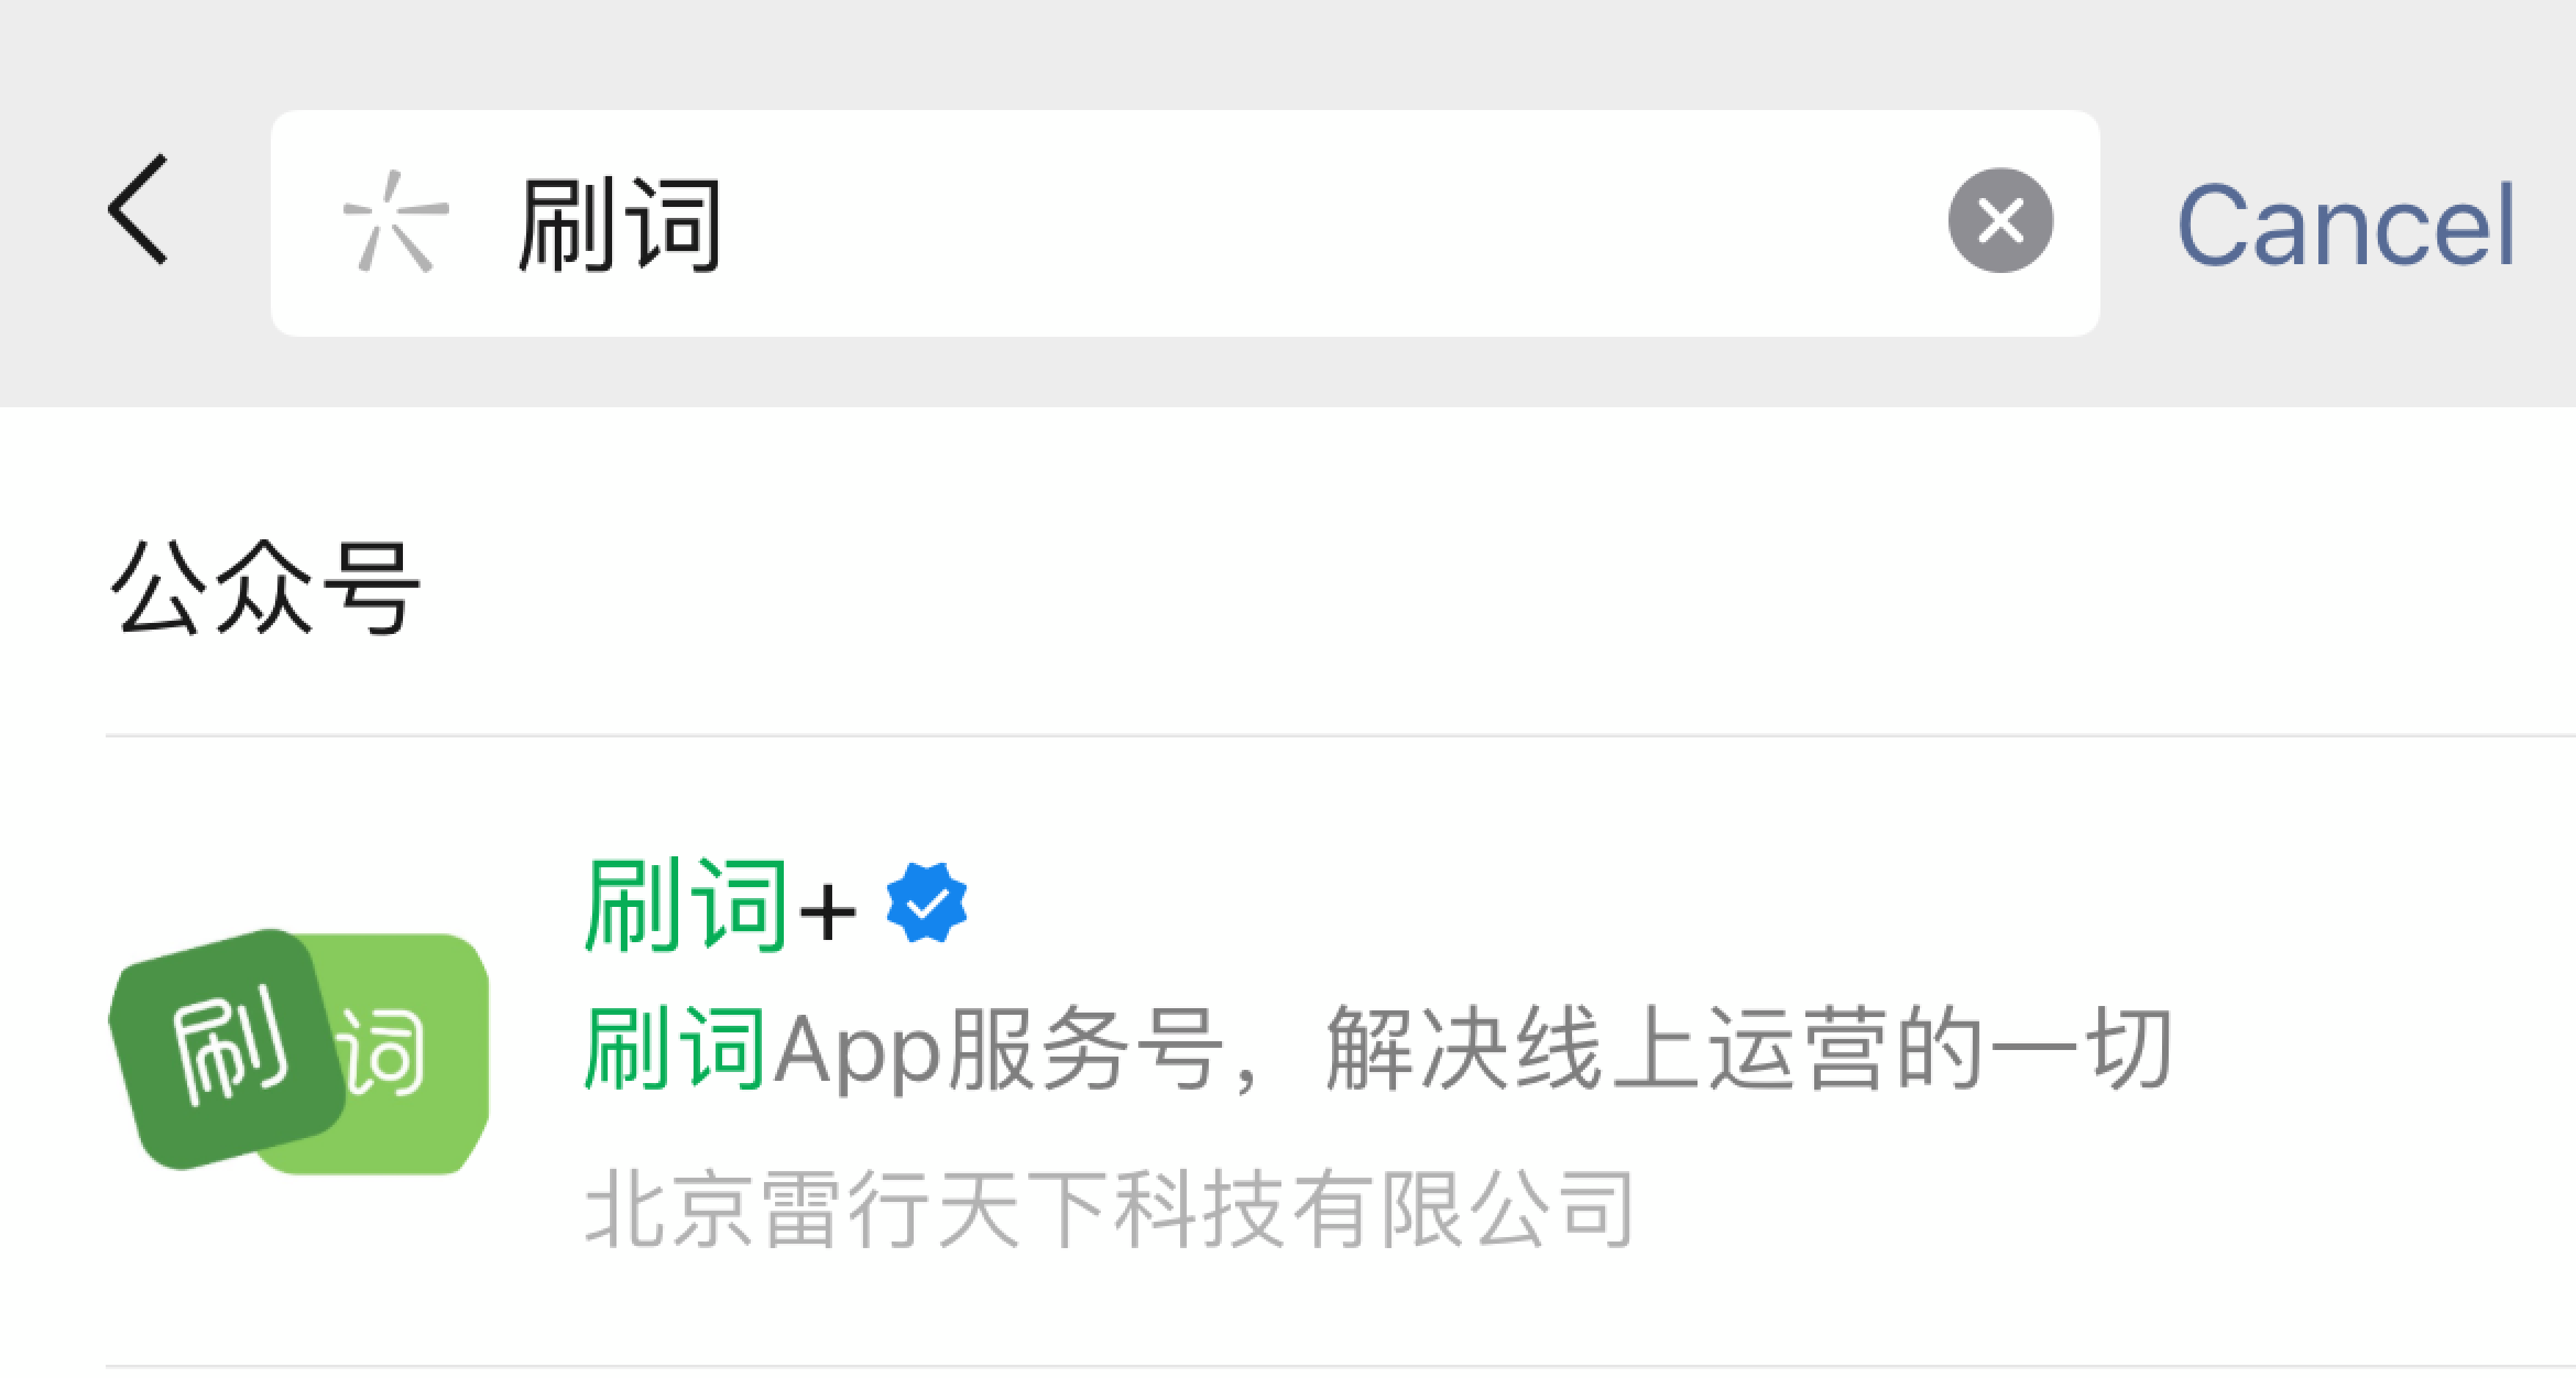 刷词 Cancel
公众号
刷词+
刷词App服务号，解决线上运营的一切
刷 词
北京雷行天下科技有限公司